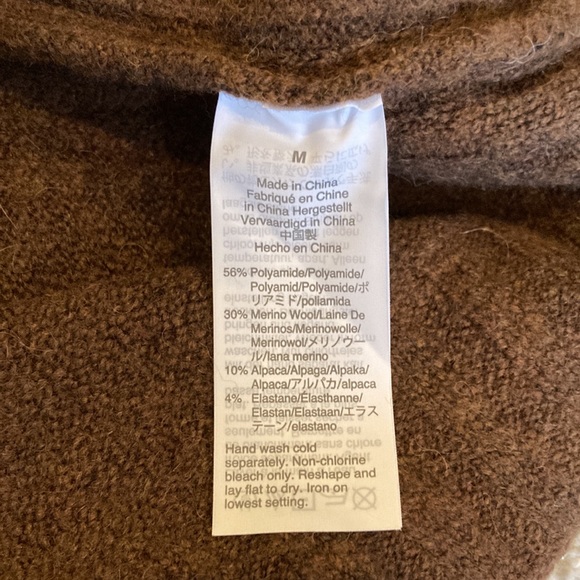 M
Made in China
Fabriqué en Chine
in China Hergestellt
Vervaardigd in China
中国製
Hecho en China
56% Polyamide/Polyamide/
Polyamid/Polyamide/ポ
リアミド/poliamida
30% Merino Wool/Laine De
Merinos/Merinowolle/
Merinowol/メリノウー
ル/lana merino
10% Alpaca/Alpaga/Alpaka/
Alpaca/アルパカ/alpaca
4% Elastane/Élasthanne/
Elastan/Elastaan/エラス
テーン/elastano
Hand wash cold
separately. Non-chlorine
bleach only. Reshape and
lay flat to dry. Iron on
lowest setting.